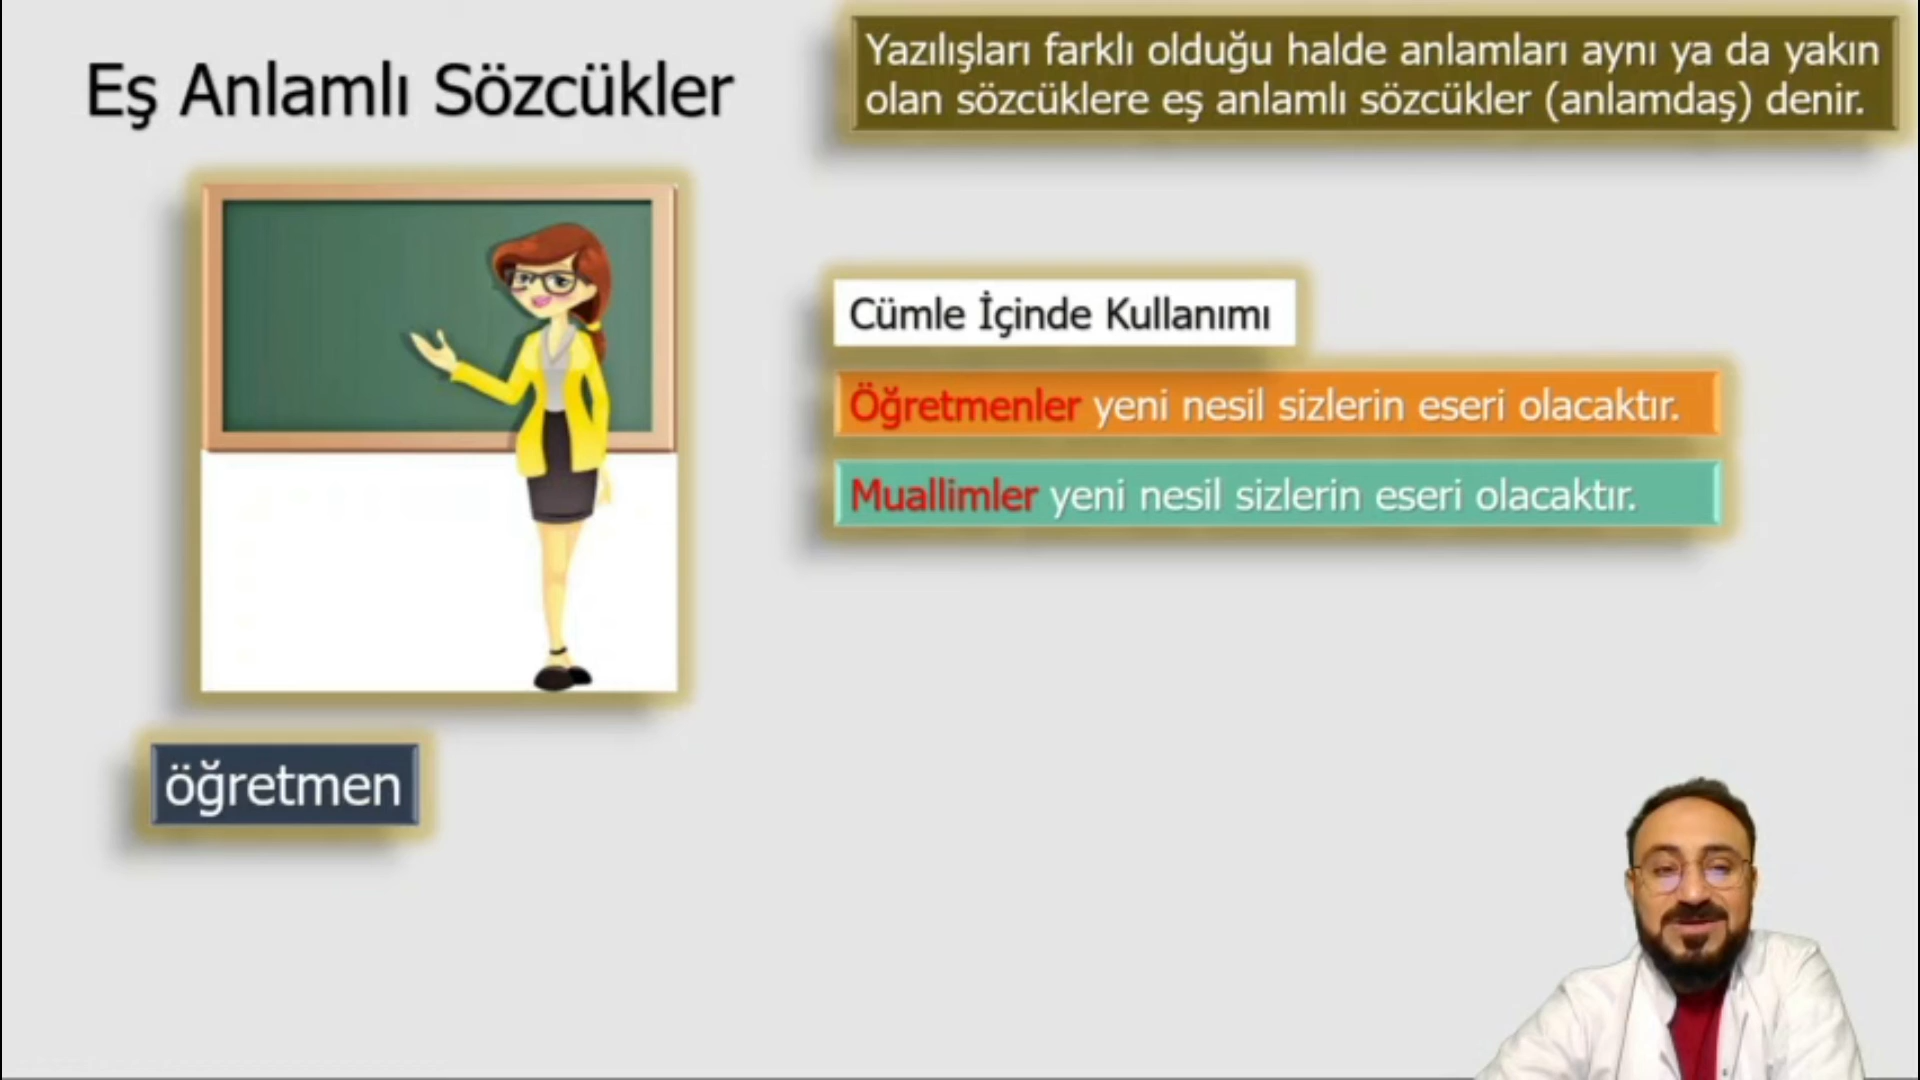 Eş Anlamlı Sözcükler
Yazılışları farklı olduğu halde anlamları aynı ya da yakın
olan sözcüklere eş anlamlı sözcükler (anlamdaş) denir.
Cümle İçinde Kullanımı
Öğretmenler yeni nesil sizlerin eseri olacaktır.
Muallimler yeni nesil sizlerin eseri olacaktır.
öğretmen